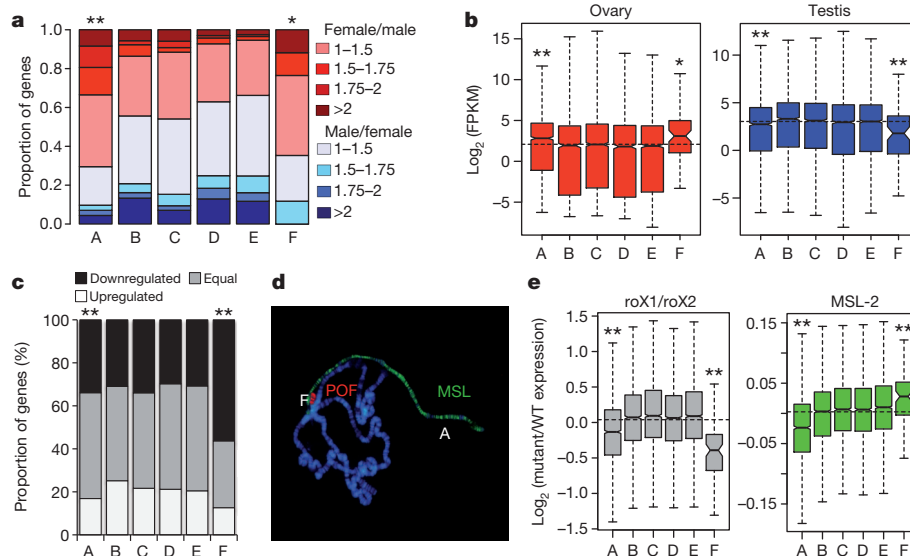 a
** *
Female/male
1–1.5
1.5–1.75
1.75–2
>2
Male/female
1–1.5
1.5–1.75
1.75–2
>2
Proportion of genes
1.0
0.8
0.6
0.4
0.2
0.0
A B C D E F
b
Ovary
** *
Log2 (FPKM)
15
10
5
0
−5
A B C D E F
Testis
** **
15
10
5
0
−5
A B C D E F
c
Downregulated Equal
Upregulated
** **
Proportion of genes (%)
100
80
60
40
20
0
A B C D E F
d
F POF MSL
A
e
roX1/roX2
** **
Log2 (mutant/WT expression)
1.5
1.0
0.5
0.0
−0.5
−1.0
−1.5
A B C D E F
MSL-2
** **
0.15
0.05
−0.05
−0.15
A B C D E F